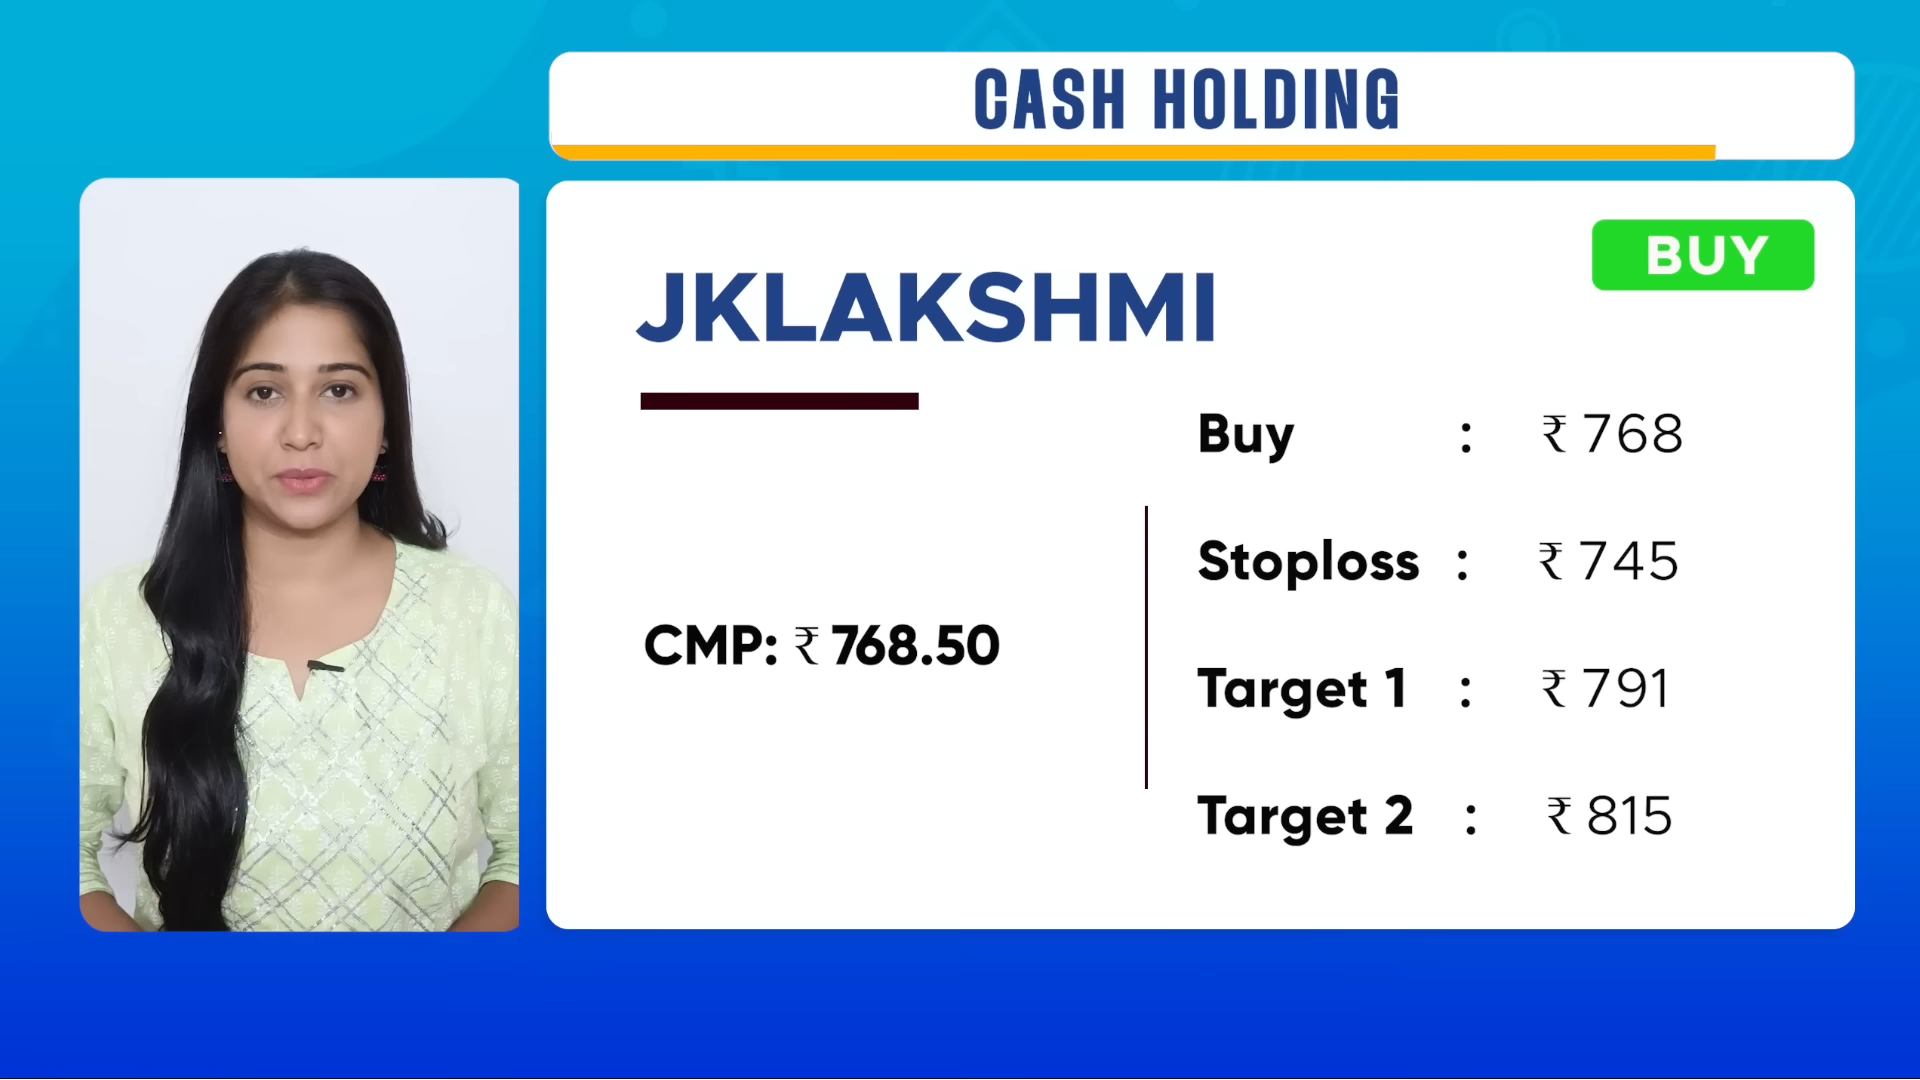 CASH HOLDING
BUY
JKLAKSHMI
CMP: ₹ 768.50
Buy : ₹ 768
Stoploss : ₹ 745
Target 1 : ₹ 791
Target 2 : ₹ 815